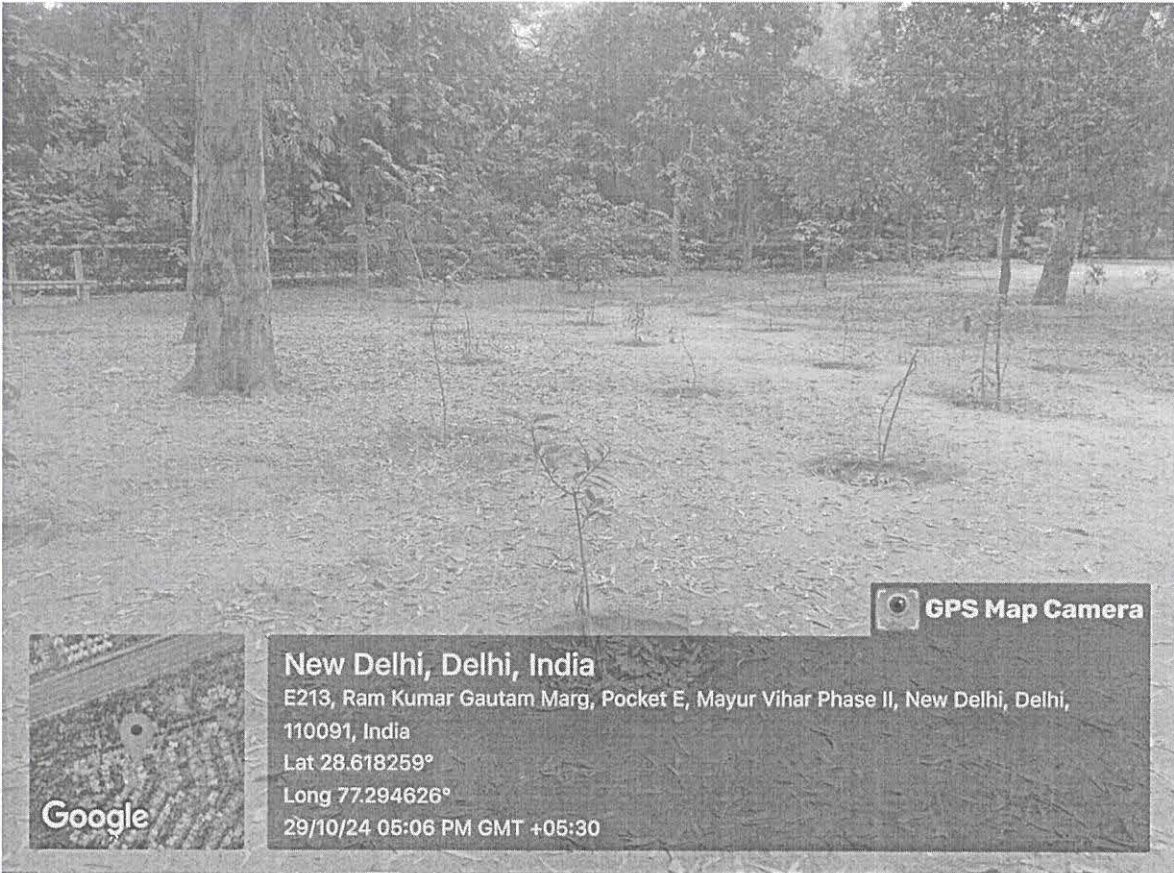 GPS Map Camera
New Delhi, Delhi, India
E213, Ram Kumar Gautam Marg, Pocket E, Mayur Vihar Phase II, New Delhi, Delhi,
110091, India
Lat 28.618259°
Long 77.294626°
29/10/24 05:06 PM GMT +05:30
Google